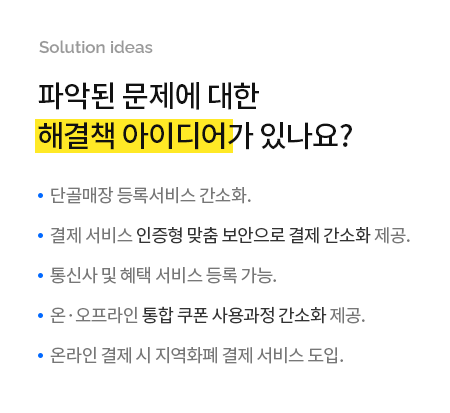 Solution ideas
파악된 문제에 대한
해결책 아이디어가 있나요?
• 단골매장 등록서비스 간소화.
• 결제 서비스 인증형 맞춤 보안으로 결제 간소화 제공.
• 통신사 및 혜택 서비스 등록 가능.
• 온·오프라인 통합 쿠폰 사용과정 간소화 제공.
• 온라인 결제 시 지역화폐 결제 서비스 도입.